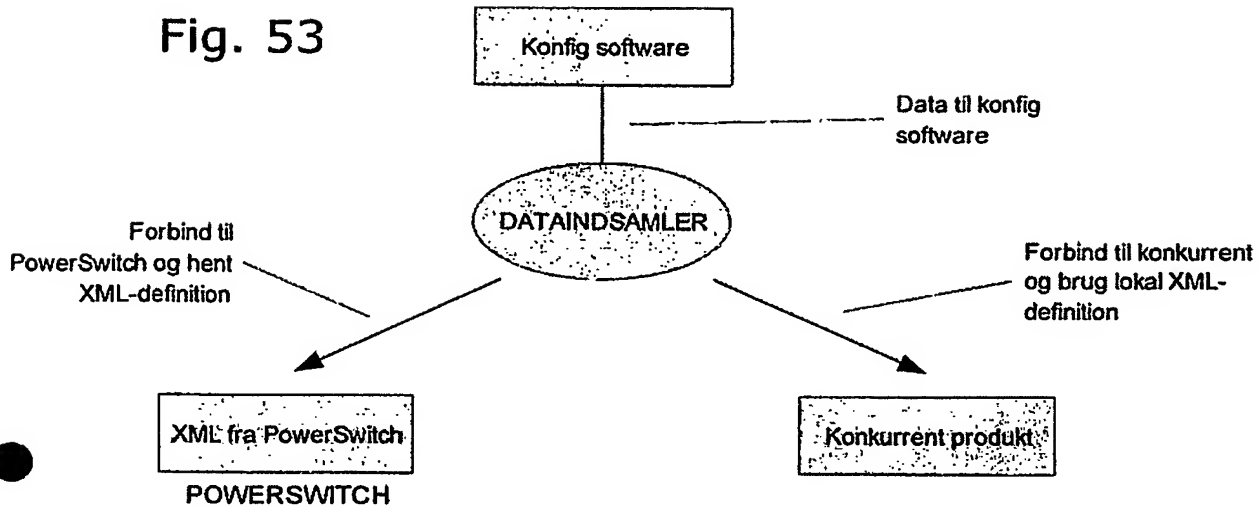 Fig. 53
Konfig software
Data til konfig
software
DATAINDSAMLER
Forbind til
PowerSwitch og hent
XML-definition
Forbind til konkurrent
og brug lokal XML-
definition
XML fra PowerSwitch
Konkurrent produkt
POWERSWITCH